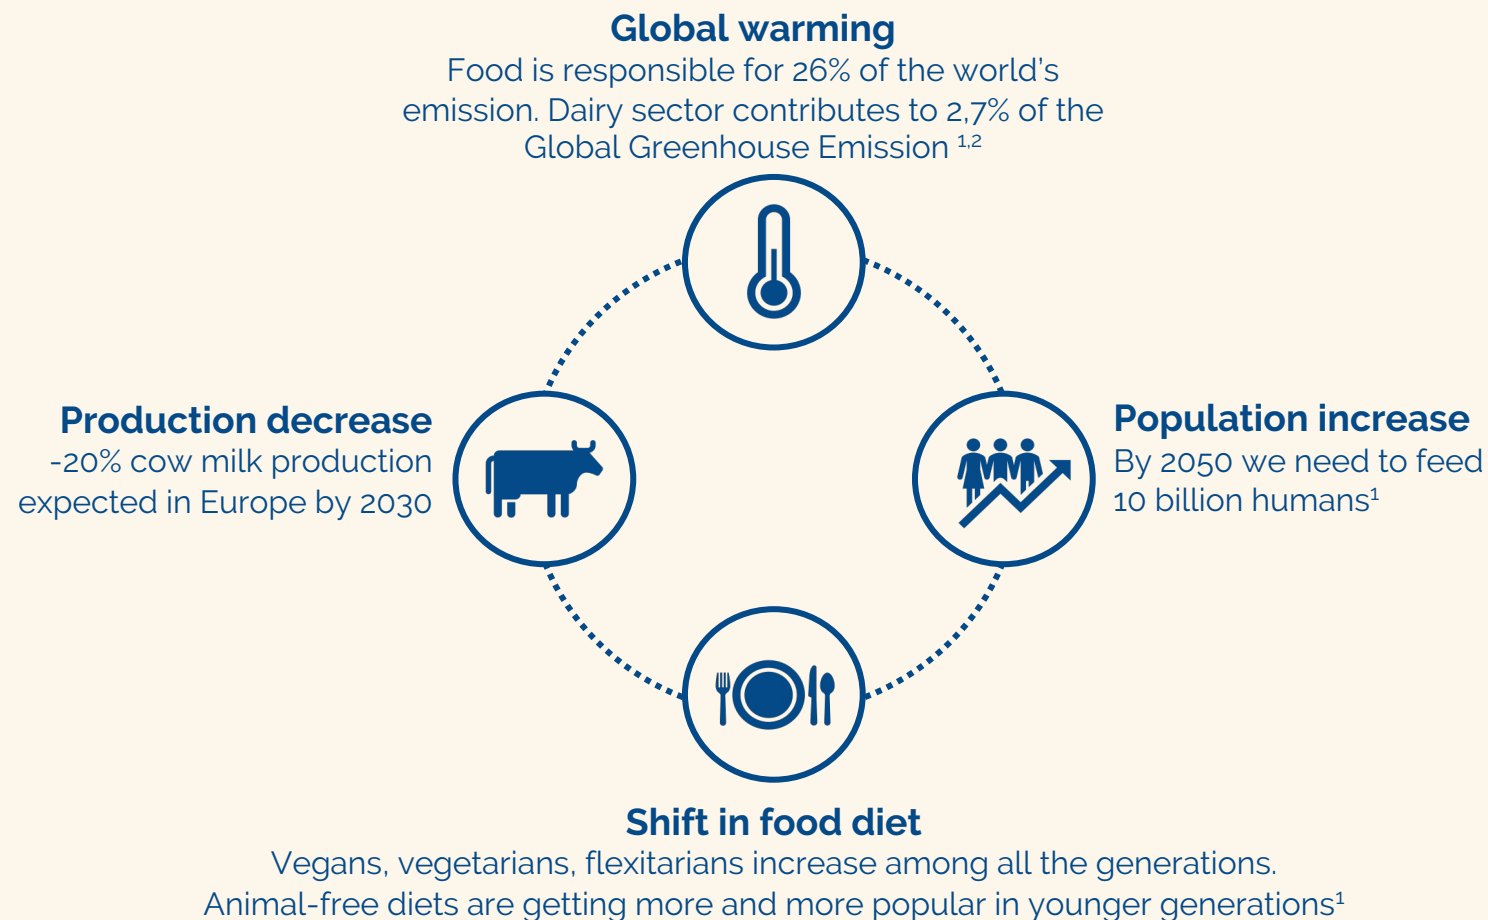 Global warming
Food is responsible for 26% of the world's
emission. Dairy sector contributes to 2,7% of the
Global Greenhouse Emission ¹,²
Production decrease
-20% cow milk production
expected in Europe by 2030
Population increase
By 2050 we need to feed
10 billion humans¹
Shift in food diet
Vegans, vegetarians, flexitarians increase among all the generations.
Animal-free diets are getting more and more popular in younger generations¹